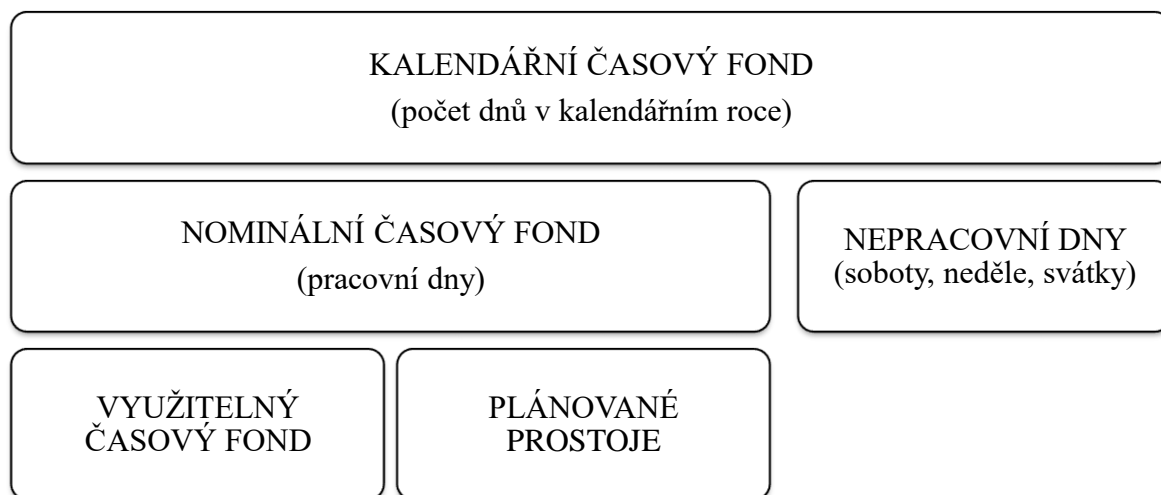 KALENDÁŘNÍ ČASOVÝ FOND
(počet dnů v kalendářním roce)
NOMINÁLNÍ ČASOVÝ FOND
(pracovní dny)
NEPRACOVNÍ DNY
(soboty, neděle, svátky)
VYUŽITELNÝ
ČASOVÝ FOND
PLÁNOVANÉ
PROSTOJE